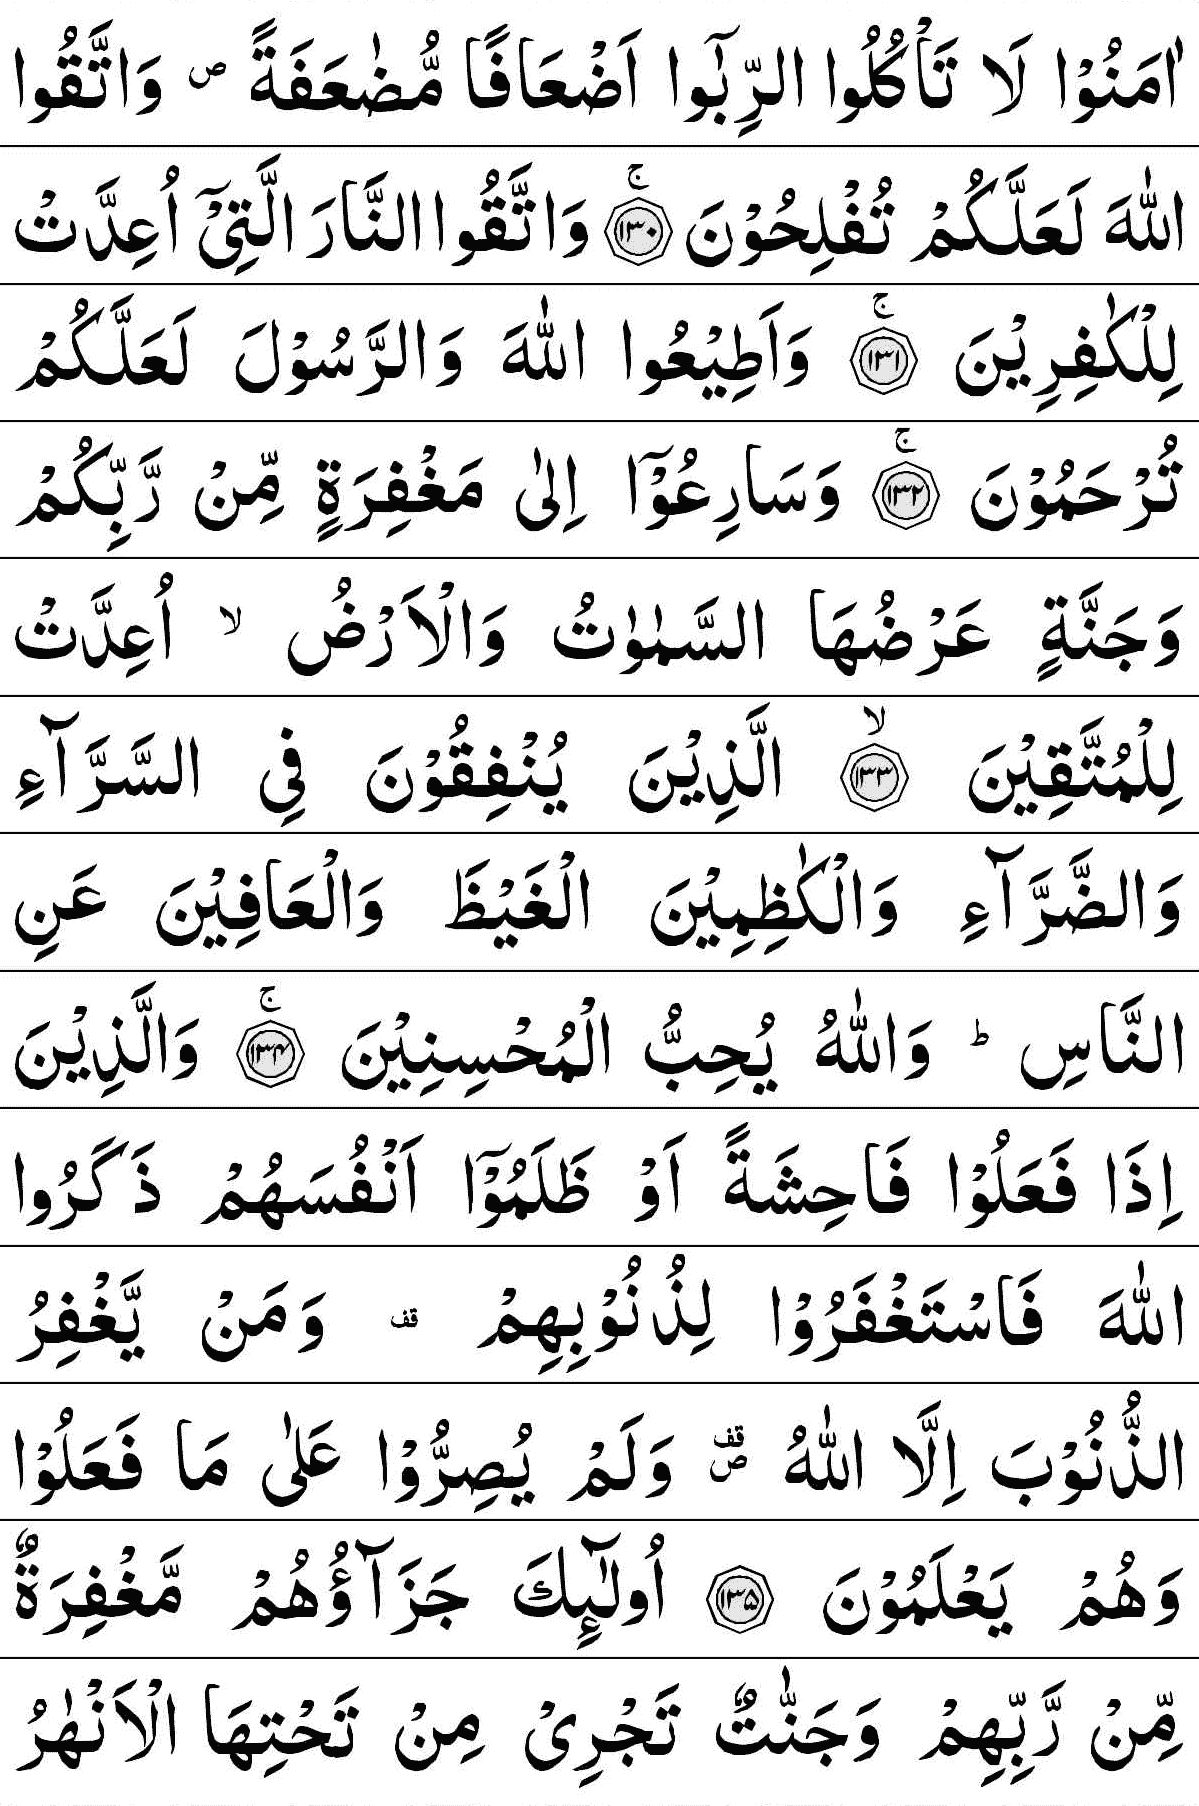 اٰمَنُوْا لَا تَاْكُلُوا الرِّبٰۤوا اَضْعَافًا مُّضٰعَفَةً ۪ وَاتَّقُوا
اللّٰهَ لَعَلَّكُمْ تُفْلِحُوْنَ ۚ‏﴿۱۳۰﴾ وَاتَّقُوا النَّارَ الَّتِیْۤ اُعِدَّتْ
لِلْكٰفِرِیْنَ ۚ﴿۱۳۱﴾ وَاَطِیْعُوا اللّٰهَ وَالرَّسُوْلَ لَعَلَّكُمْ
تُرْحَمُوْنَ ۚ﴿۱۳۲﴾ وَسَارِعُوْۤا اِلٰی مَغْفِرَةٍ مِّنْ رَّبِّكُمْ
وَجَنَّةٍ عَرْضُهَا السَّمٰوٰتُ وَالْاَرْضُ ۙ اُعِدَّتْ
لِلْمُتَّقِیْنَ ۙ﴿۱۳۳﴾ الَّذِیْنَ یُنْفِقُوْنَ فِی السَّرَّآءِ
وَالضَّرَّآءِ وَالْكٰظِمِیْنَ الْغَیْظَ وَالْعَافِیْنَ عَنِ
النَّاسِ ؕ وَاللّٰهُ یُحِبُّ الْمُحْسِنِیْنَ ۚ﴿۱۳۴﴾ وَالَّذِیْنَ
اِذَا فَعَلُوْا فَاحِشَةً اَوْ ظَلَمُوْۤا اَنْفُسَهُمْ ذَكَرُوا
اللّٰهَ فَاسْتَغْفَرُوْا لِذُنُوْبِهِمْ قف وَمَنْ یَّغْفِرُ
الذُّنُوْبَ اِلَّا اللّٰهُ قف ص وَلَمْ یُصِرُّوْا عَلٰی مَا فَعَلُوْا
وَهُمْ یَعْلَمُوْنَ ﴿۱۳۵﴾ اُولٰٓئِكَ جَزَآؤُهُمْ مَّغْفِرَةٌ
مِّنْ رَّبِّهِمْ وَجَنّٰتٌ تَجْرِیْ مِنْ تَحْتِهَا الْاَنْهٰرُ